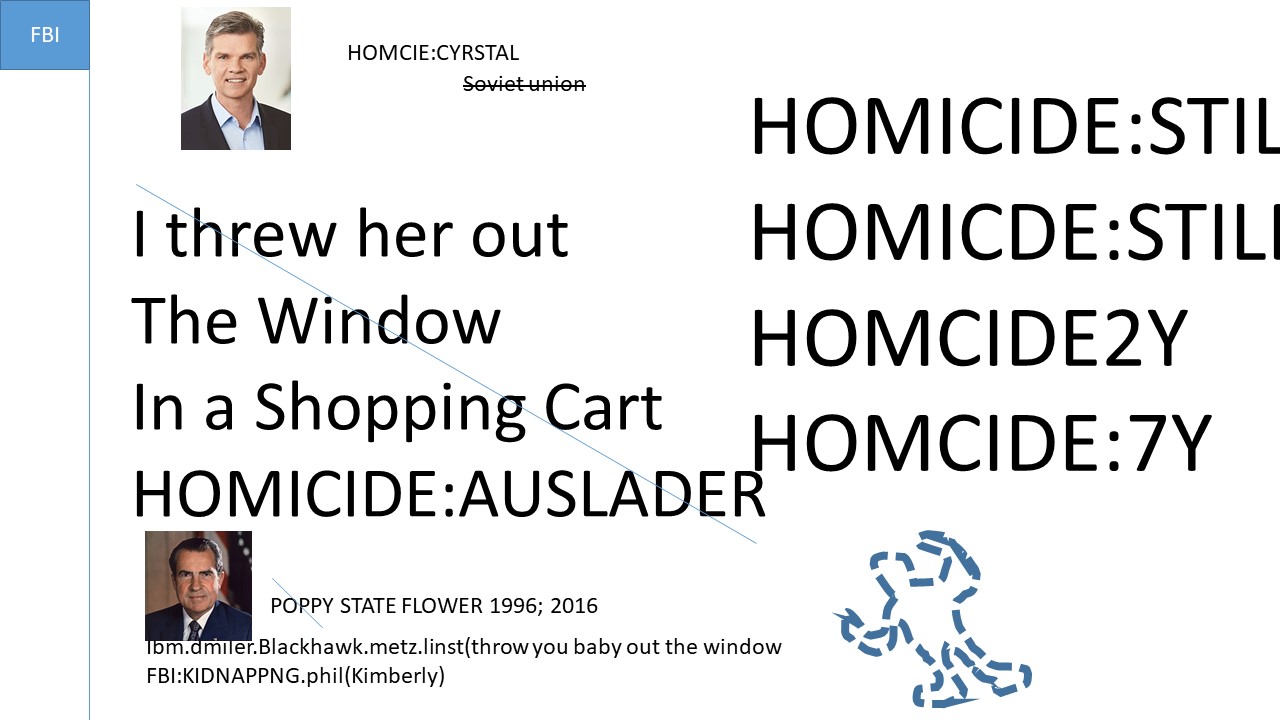 FBI
HOMCIE:CYRSTAL
Soviet union
I threw her out
The Window
In a Shopping Cart
HOMICIDE:AUSLADER
HOMICIDE:STIL
HOMICDE:STILL
HOMCIDE2Y
HOMCIDE:7Y
POPPY STATE FLOWER 1996; 2016
Ibm.dmiler.Blackhawk.metz.linst(throw you baby out the window
FBI:KIDNAPPNG.phil(Kimberly)